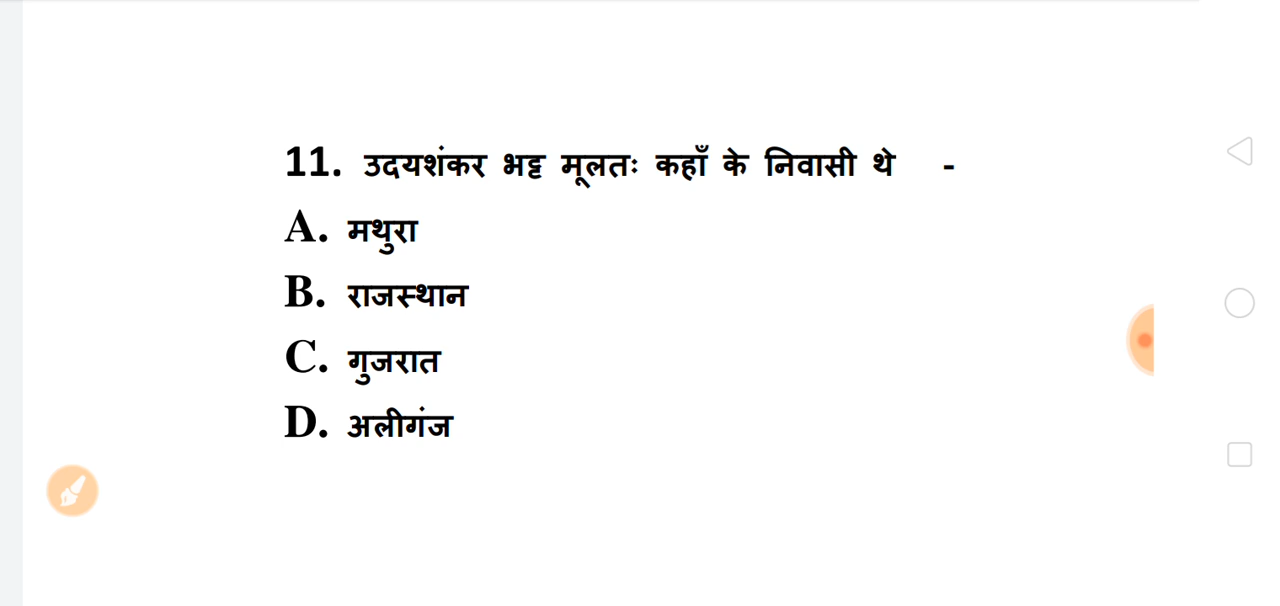 11. उदयशंकर भट्ट मूलतः कहाँ के निवासी थे -
A. मथुरा
B. राजस्थान
C. गुजरात
D. अलीगंज